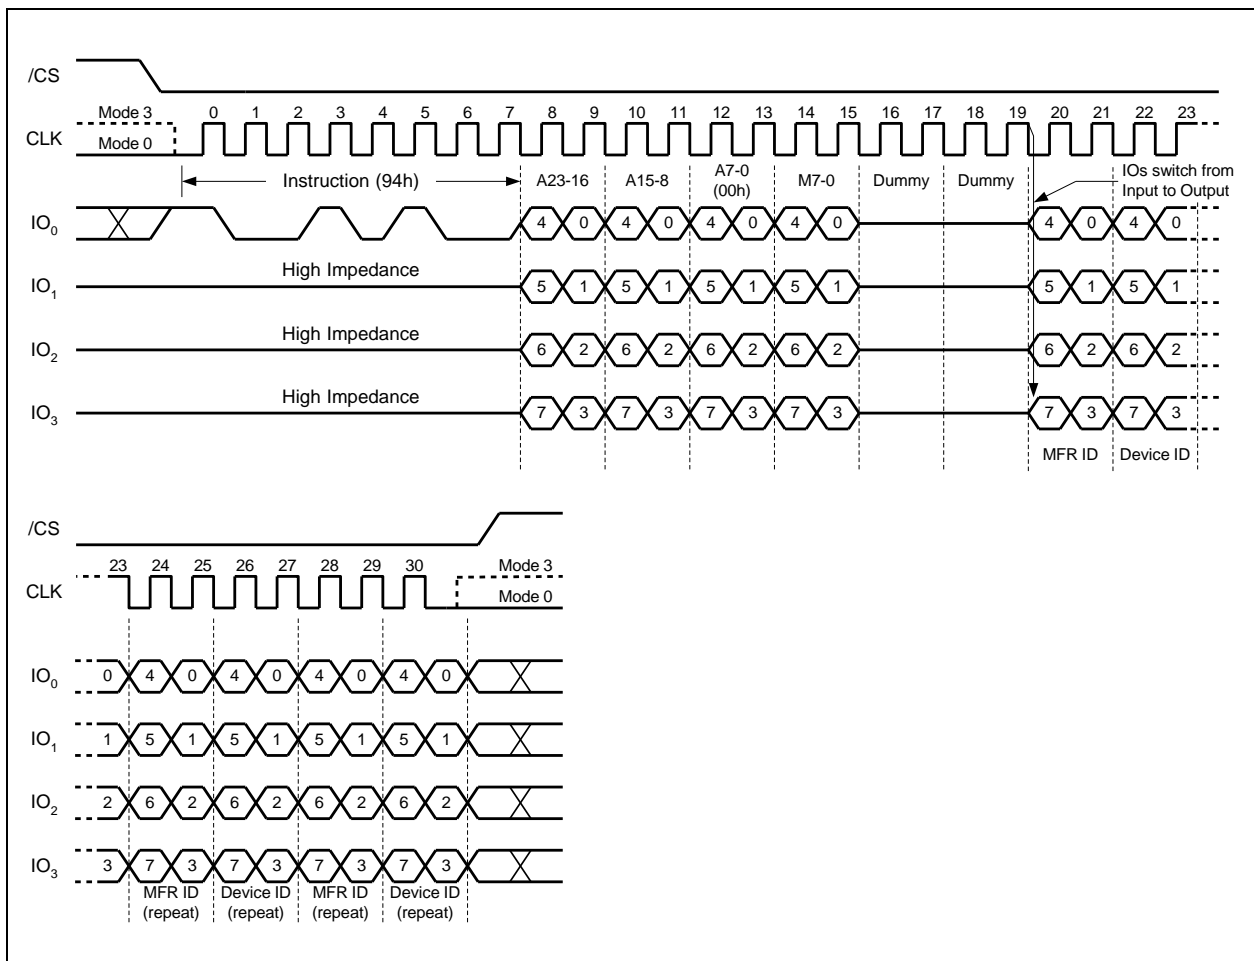 /CS
Mode 3 0 1 2 3 4 5 6 7 8 9 10 11 12 13 14 15 16 17 18 19 20 21 22 23
CLK
Mode 0
Instruction (94h) A23-16 A15-8 A7-0 (00h) M7-0 Dummy Dummy
IOs switch from
Input to Output
IO0 4 0 4 0 4 0 4 0 4 0 4 0
High Impedance
IO1 5 1 5 1 5 1 5 1 5 1 5 1
High Impedance
IO2 6 2 6 2 6 2 6 2 6 2 6 2
High Impedance
IO3 7 3 7 3 7 3 7 3 7 3 7 3
MFR ID Device ID
/CS
23 24 25 26 27 28 29 30 Mode 3
CLK
Mode 0
IO0 0 4 0 4 0 4 0 4 0
IO1 1 5 1 5 1 5 1 5 1
IO2 2 6 2 6 2 6 2 6 2
IO3 3 7 3 7 3 7 3 7 3
MFR ID Device ID MFR ID Device ID
(repeat) (repeat) (repeat) (repeat)